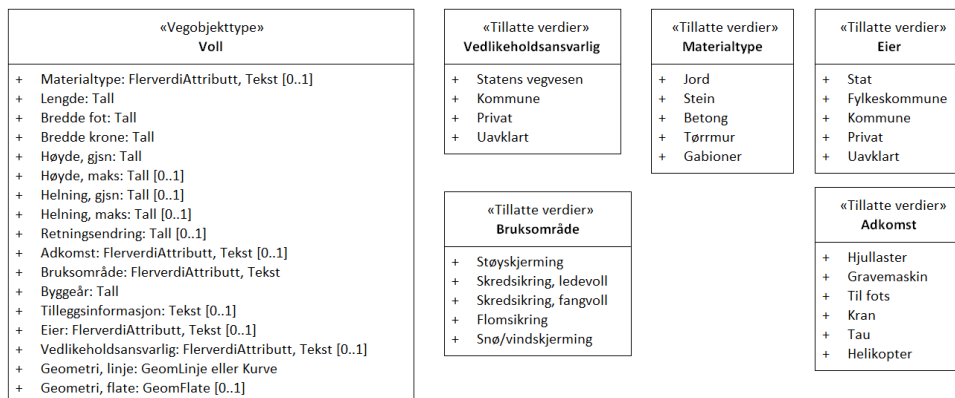 «Vegobjekttype»
Voll
+ Materialtype: FlerverdiAttributt, Tekst [0..1]
+ Lengde: Tall
+ Bredde fot: Tall
+ Bredde krone: Tall
+ Høyde, gjsn: Tall
+ Høyde, maks: Tall [0..1]
+ Helning, gjsn: Tall [0..1]
+ Helning, maks: Tall [0..1]
+ Retningsendring: Tall [0..1]
+ Adkomst: FlerverdiAttributt, Tekst [0..1]
+ Bruksområde: FlerverdiAttributt, Tekst
+ Byggeår: Tall
+ Tilleggsinformasjon: Tekst [0..1]
+ Eier: FlerverdiAttributt, Tekst [0..1]
+ Vedlikeholdsansvarlig: FlerverdiAttributt, Tekst [0..1]
+ Geometri, linje: GeomLinje eller Kurve
+ Geometri, flate: GeomFlate [0..1]
«Tillatte verdier»
Vedlikeholdsansvarlig
+ Statens vegvesen
+ Kommune
+ Privat
+ Uavklart
«Tillatte verdier»
Materialtype
+ Jord
+ Stein
+ Betong
+ Tørrmur
+ Gabioner
«Tillatte verdier»
Eier
+ Stat
+ Fylkeskommune
+ Kommune
+ Privat
+ Uavklart
«Tillatte verdier»
Bruksområde
+ Støyskjerming
+ Skredsikring, ledevoll
+ Skredsikring, fangvoll
+ Flomsikring
+ Snø/vindskjerming
«Tillatte verdier»
Adkomst
+ Hjullaster
+ Gravemaskin
+ Til fots
+ Kran
+ Tau
+ Helikopter